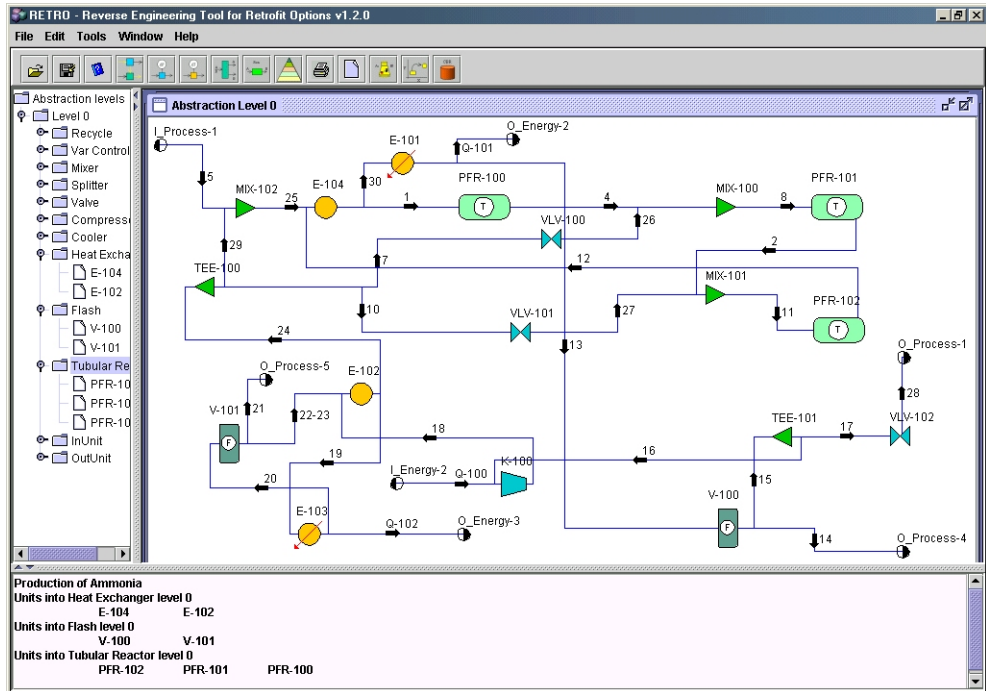 RETRO - Reverse Engineering Tool for Retrofit Options v1.2.0
File Edit Tools Window Help
Abstraction levels
Level 0
Recycle
Var Control
Mixer
Splitter
Valve
Compress
Cooler
Heat Excha
E-104
E-102
Flash
V-100
V-101
Tubular Re
PFR-10
PFR-10
PFR-10
InUnit
OutUnit
Abstraction Level 0
I_Process-1
O_Energy-2
E-101
Q-101
5
30
MIX-102
25
E-104
1
PFR-100
4
MIX-100
8
PFR-101
T
T
VLV-100
26
2
29
7
12
TEE-100
MIX-101
10
VLV-101
27
11
PFR-102
T
24
13
O_Process-1
O_Process-5
E-102
28
V-101
21
22-23
TEE-101
17
VLV-102
F
18
19
16
I_Energy-2
Q-100
K-100
20
15
V-100
E-103
Q-102
O_Energy-3
F
14
O_Process-4
Production of Ammonia
Units into Heat Exchanger level 0
E-104 E-102
Units into Flash level 0
V-100 V-101
Units into Tubular Reactor level 0
PFR-102 PFR-101 PFR-100